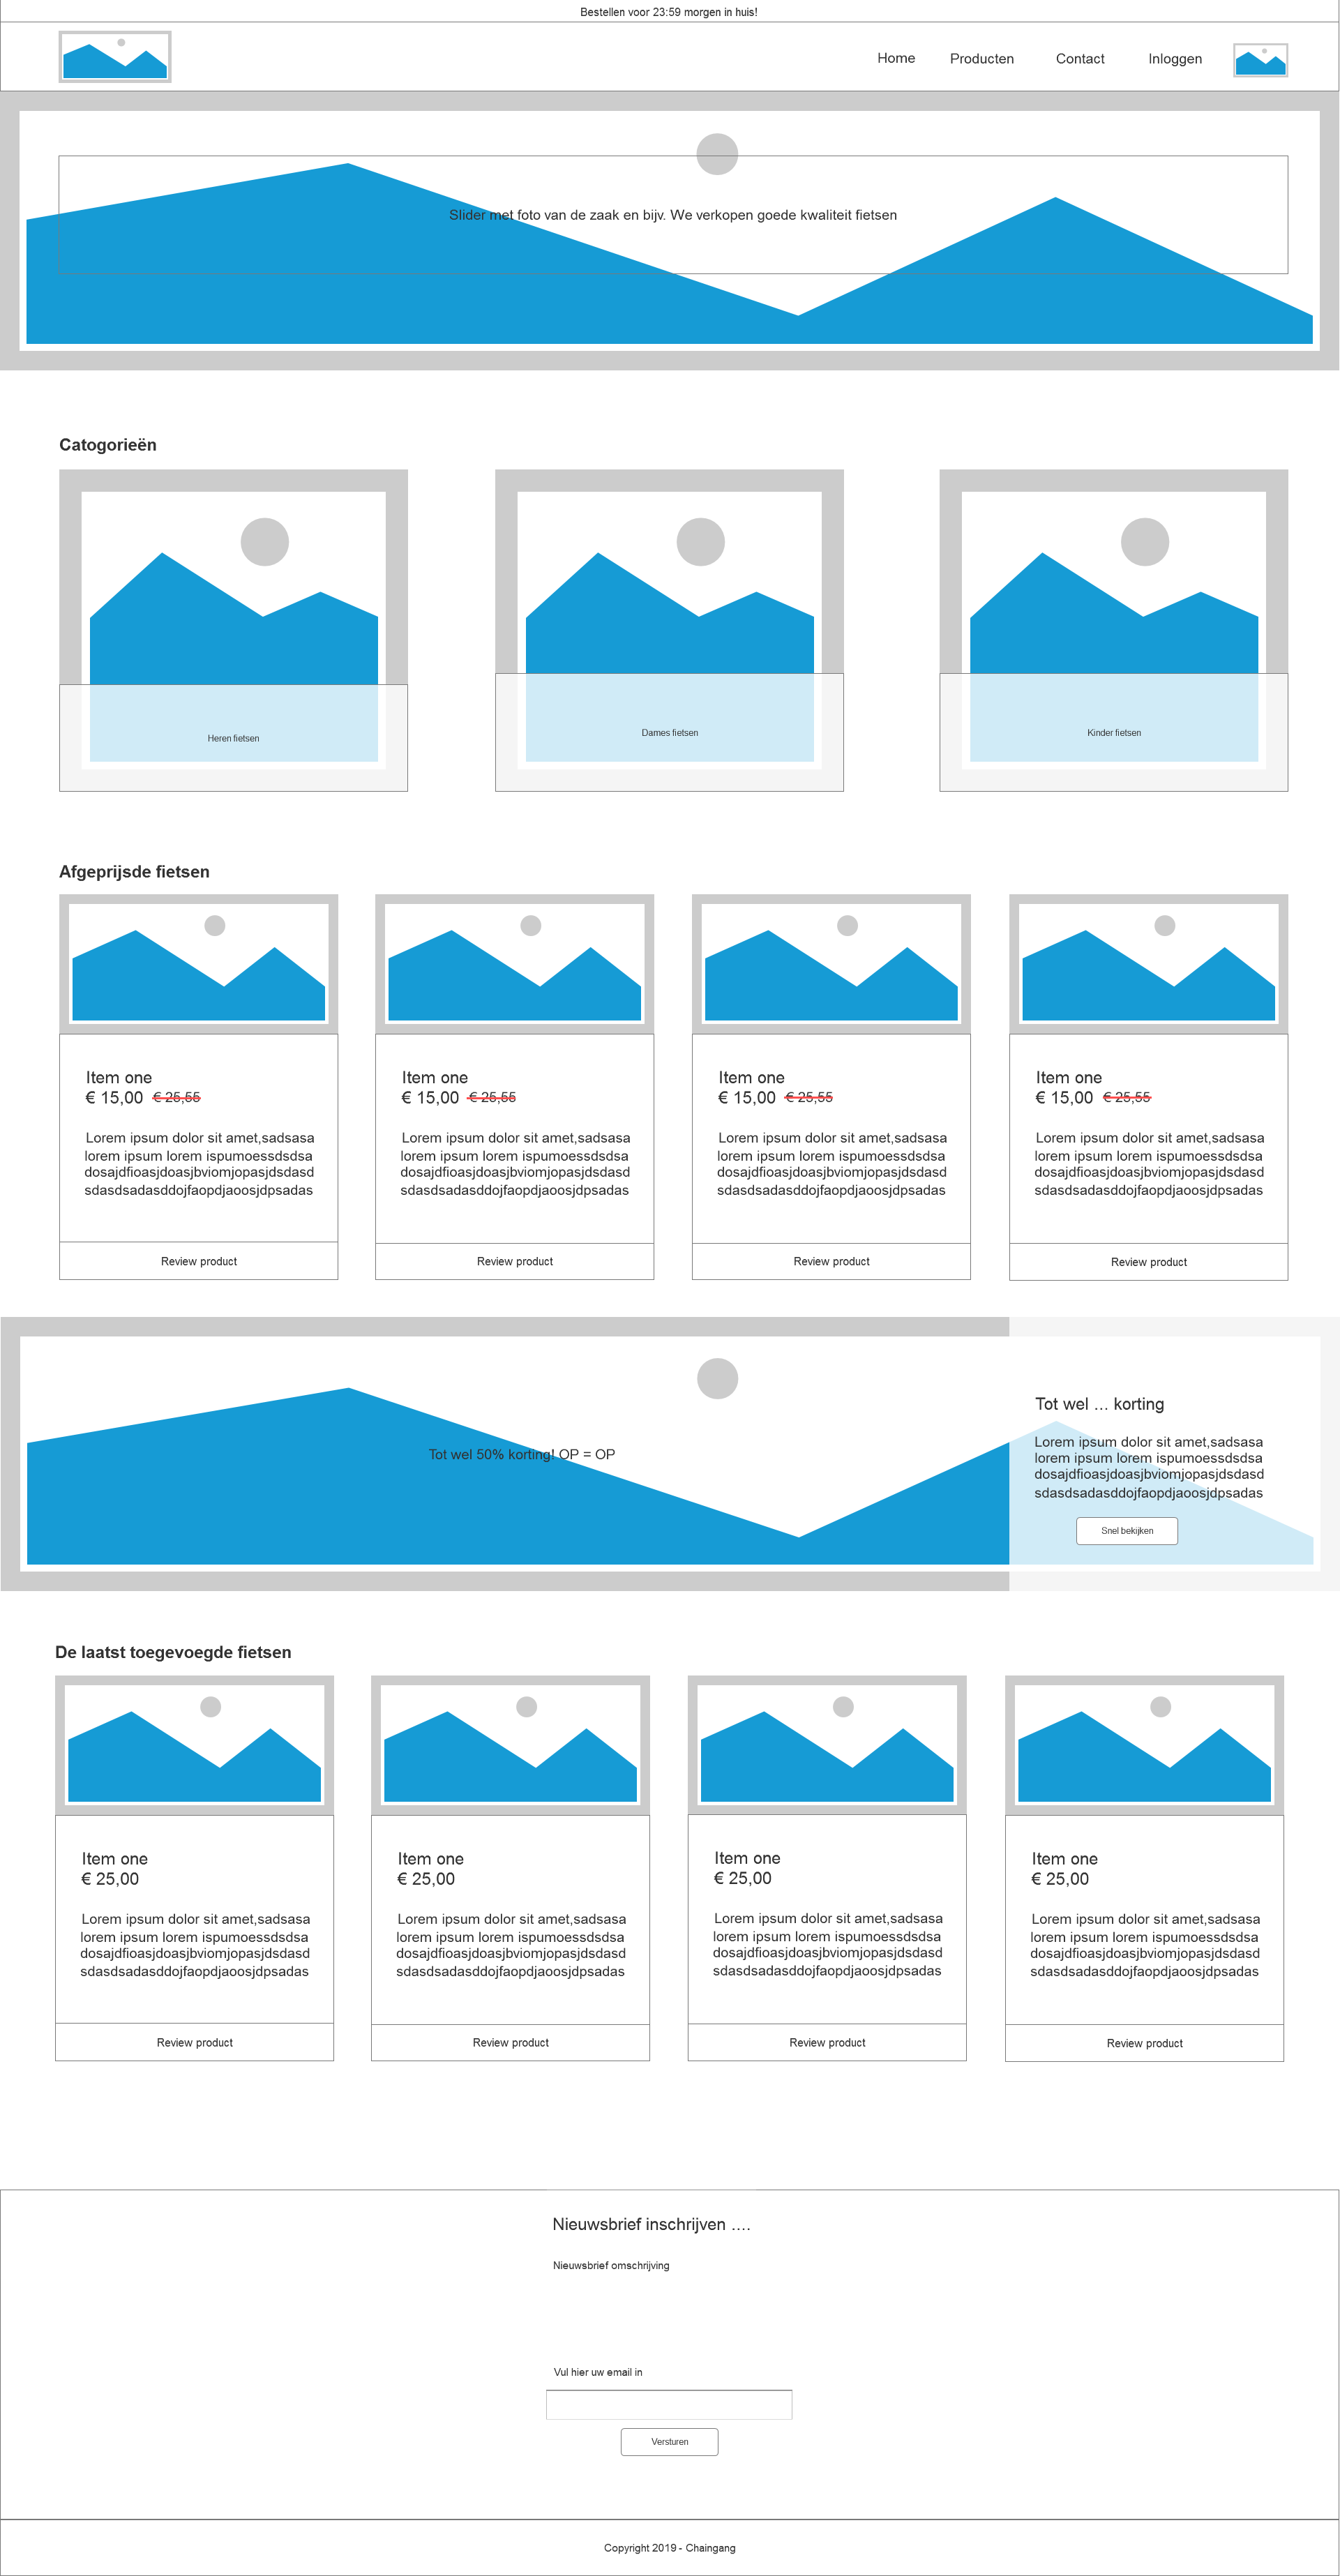 Bestellen voor 23:59 morgen in huis!
Home Producten Contact Inloggen
Slider met foto van de zaak en bijv. We verkopen goede kwaliteit fietsen
Catogorieën
Heren fietsen
Dames fietsen
Kinder fietsen
Afgeprijsde fietsen
Item one
€ 15,00 € 25,55
Lorem ipsum dolor sit amet,sadsasa
lorem ipsum lorem ispumoessdsdsa
dosajdfioasjdoasjbviomjopasjdsdasd
sdasdsadasddojfaopdjaoosjdpsadas
Review product
Item one
€ 15,00 € 25,55
Lorem ipsum dolor sit amet,sadsasa
lorem ipsum lorem ispumoessdsdsa
dosajdfioasjdoasjbviomjopasjdsdasd
sdasdsadasddojfaopdjaoosjdpsadas
Review product
Item one
€ 15,00 € 25,55
Lorem ipsum dolor sit amet,sadsasa
lorem ipsum lorem ispumoessdsdsa
dosajdfioasjdoasjbviomjopasjdsdasd
sdasdsadasddojfaopdjaoosjdpsadas
Review product
Item one
€ 15,00 € 25,55
Lorem ipsum dolor sit amet,sadsasa
lorem ipsum lorem ispumoessdsdsa
dosajdfioasjdoasjbviomjopasjdsdasd
sdasdsadasddojfaopdjaoosjdpsadas
Review product
Tot wel 50% korting! OP = OP
Tot wel ... korting
Lorem ipsum dolor sit amet,sadsasa
lorem ipsum lorem ispumoessdsdsa
dosajdfioasjdoasjbviomjopasjdsdasd
sdasdsadasddojfaopdjaoosjdpsadas
Snel bekijken
De laatst toegevoegde fietsen
Item one
€ 25,00
Lorem ipsum dolor sit amet,sadsasa
lorem ipsum lorem ispumoessdsdsa
dosajdfioasjdoasjbviomjopasjdsdasd
sdasdsadasddojfaopdjaoosjdpsadas
Review product
Item one
€ 25,00
Lorem ipsum dolor sit amet,sadsasa
lorem ipsum lorem ispumoessdsdsa
dosajdfioasjdoasjbviomjopasjdsdasd
sdasdsadasddojfaopdjaoosjdpsadas
Review product
Item one
€ 25,00
Lorem ipsum dolor sit amet,sadsasa
lorem ipsum lorem ispumoessdsdsa
dosajdfioasjdoasjbviomjopasjdsdasd
sdasdsadasddojfaopdjaoosjdpsadas
Review product
Item one
€ 25,00
Lorem ipsum dolor sit amet,sadsasa
lorem ipsum lorem ispumoessdsdsa
dosajdfioasjdoasjbviomjopasjdsdasd
sdasdsadasddojfaopdjaoosjdpsadas
Review product
Nieuwsbrief inschrijven ....
Nieuwsbrief omschrijving
Vul hier uw email in
Versturen
Copyright 2019 - Chaingang